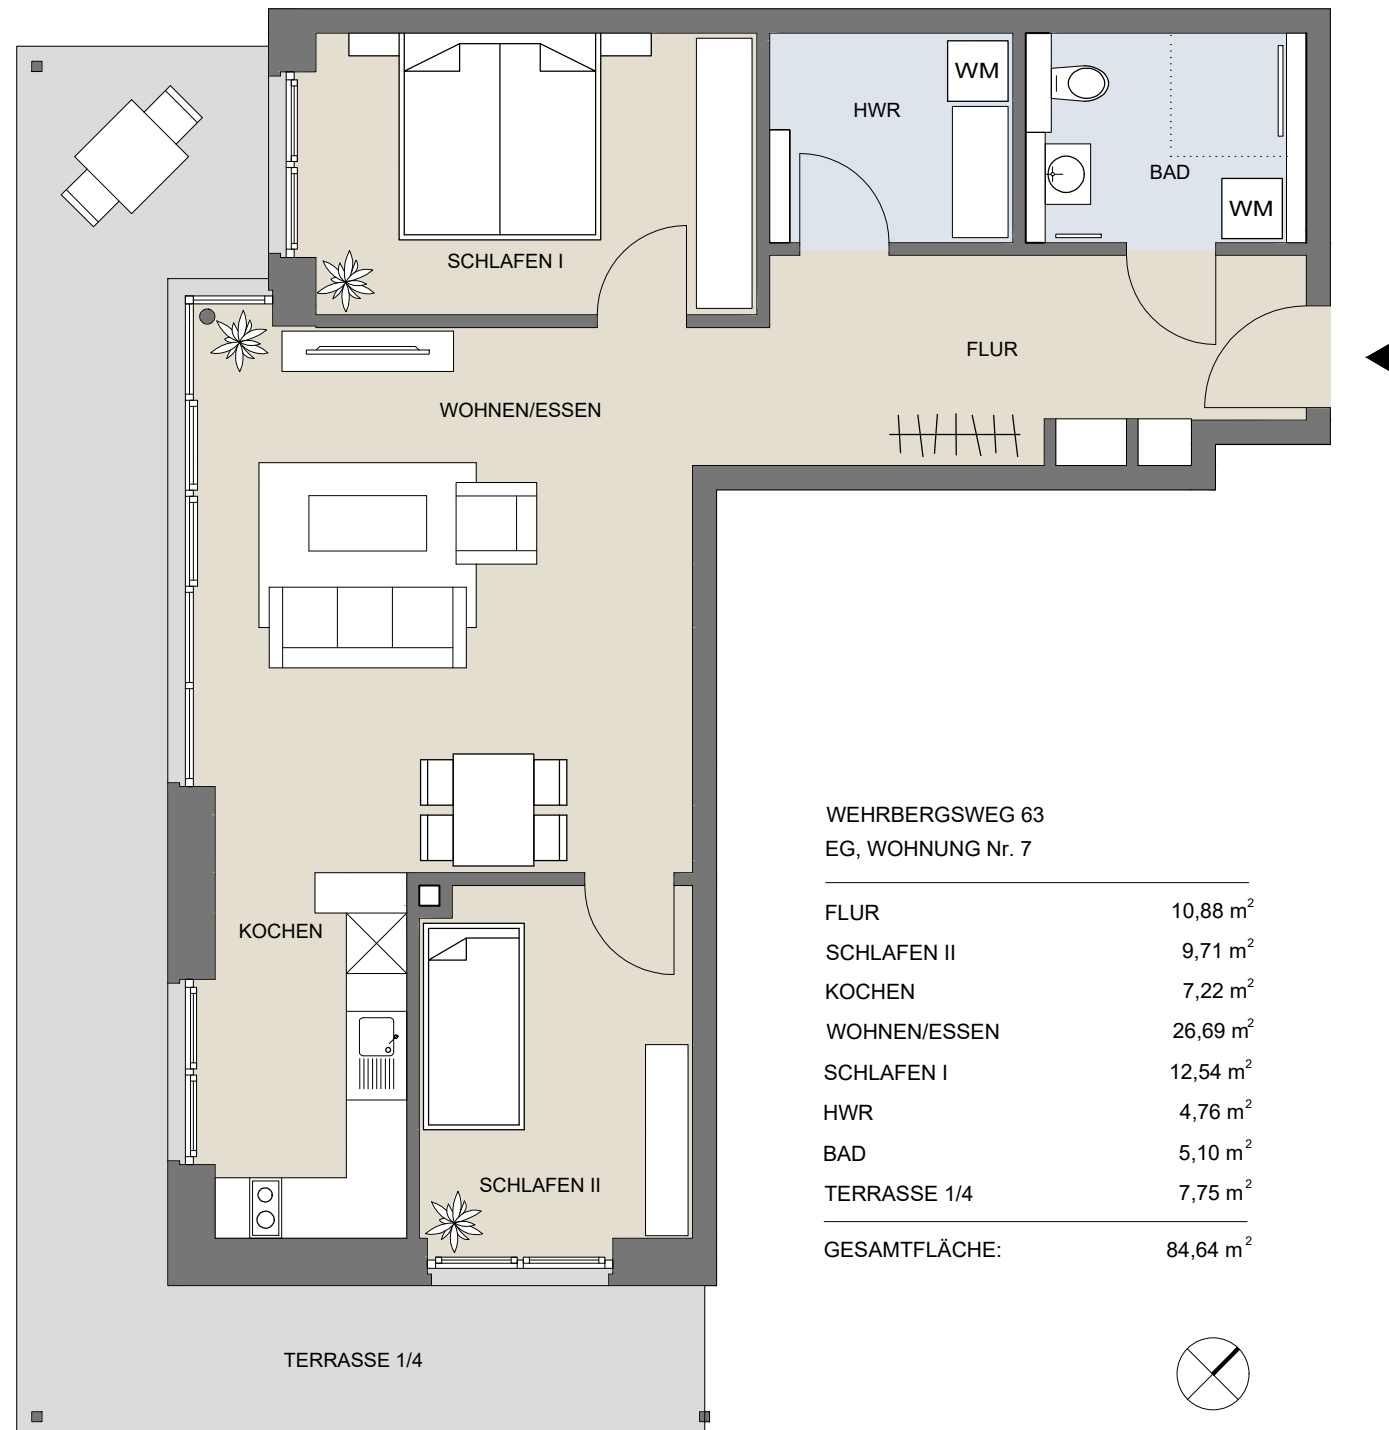 WM
HWR
WM
BAD
SCHLAFEN I
FLUR
WOHNEN/ESSEN
KOCHEN
SCHLAFEN II
TERRASSE 1/4
WEHRBERGSWEG 63
EG, WOHNUNG Nr. 7
FLUR 10,88 m²
SCHLAFEN II 9,71 m²
KOCHEN 7,22 m²
WOHNEN/ESSEN 26,69 m²
SCHLAFEN I 12,54 m²
HWR 4,76 m²
BAD 5,10 m²
TERRASSE 1/4 7,75 m²
GESAMTFLÄCHE: 84,64 m²